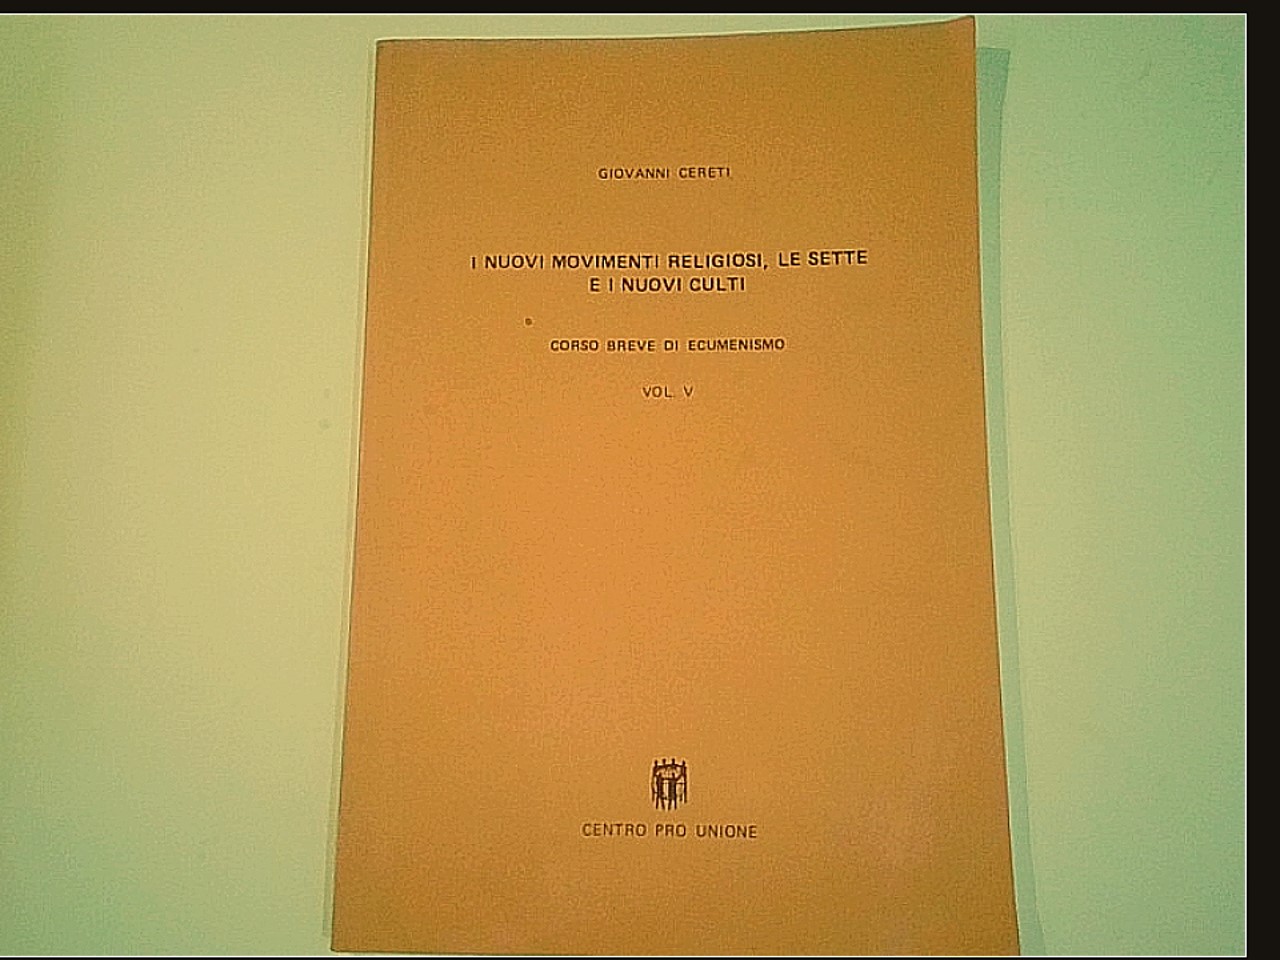 GIOVANNI CERETI
I NUOVI MOVIMENTI RELIGIOSI, LE SETTE
E I NUOVI CULTI
CORSO BREVE DI ECUMENISMO
VOL. V
CENTRO PRO UNIONE